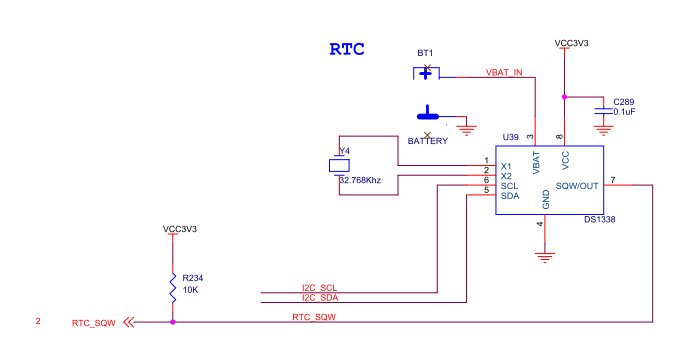 RTC
BT1
VCC3V3
VBAT_IN
C289
0.1uF
BATTERY
U39
3
8
VBAT
VCC
Y4
32.768Khz
1
2
6
5
X1
X2
SCL
SDA
SQW/OUT
7
GND
DS1338
4
VCC3V3
R234
10K
I2C_SCL
I2C_SDA
2
RTC_SQW
RTC_SQW